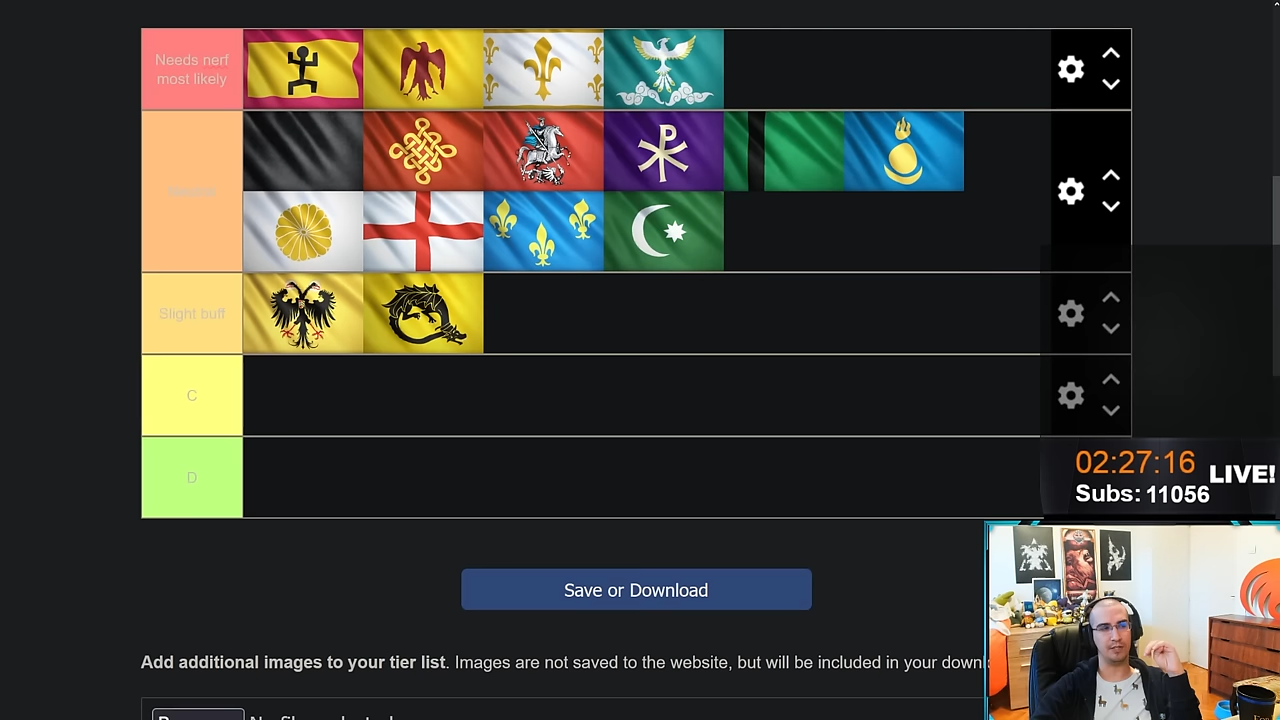 Needs nerf
most likely
Slight buff
C
D
02:27:16
LIVE!
Subs: 11056
Save or Download
Add additional images to your tier list. Images are not saved to the website, but will be included in your